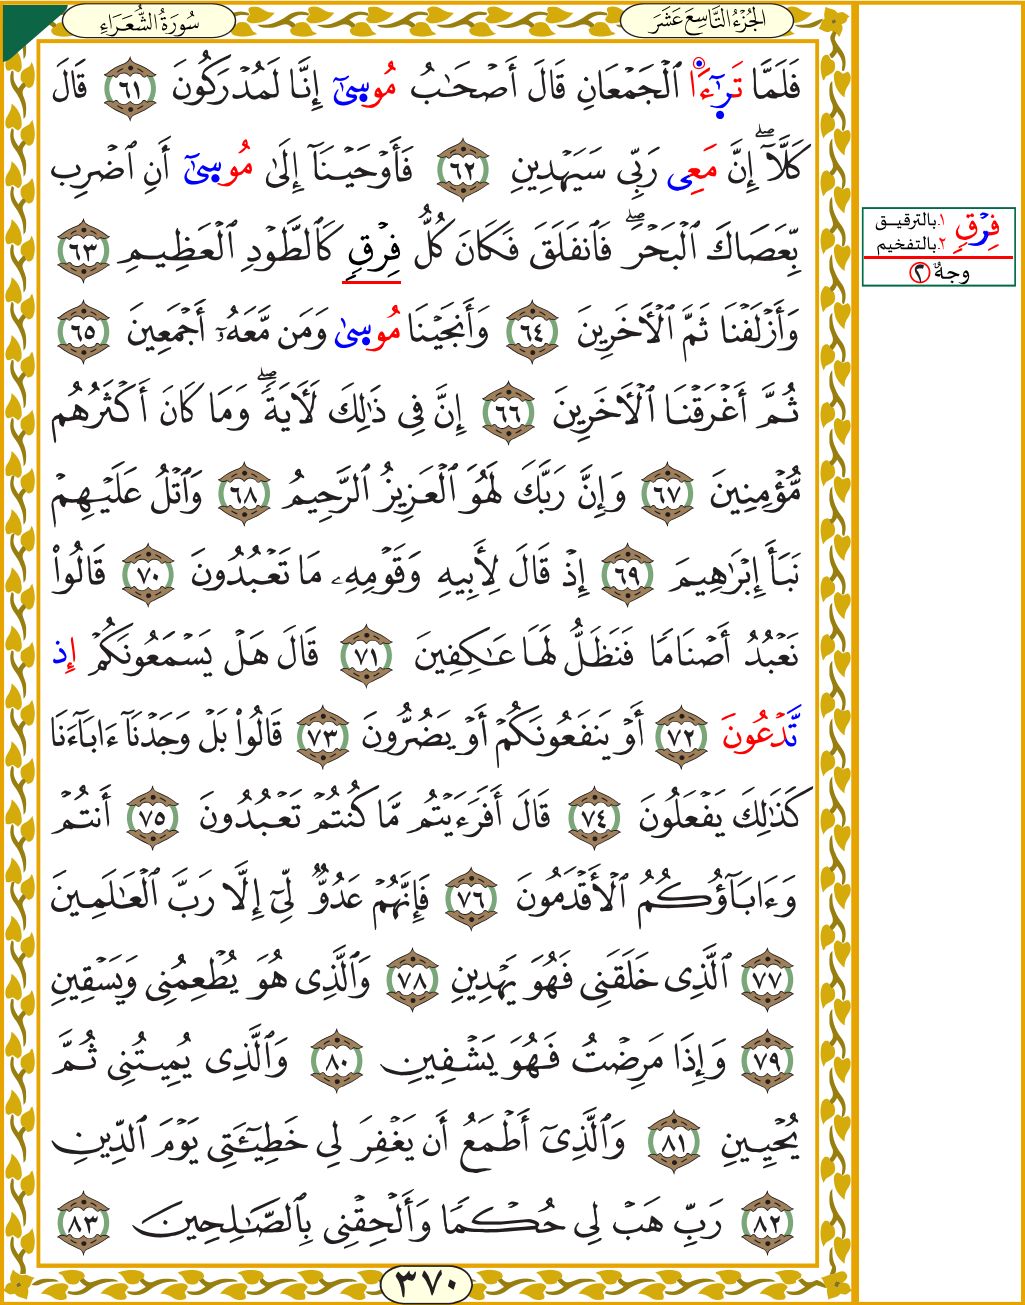 الجُزْءُ التَّاسِعَ عَشَرَ
سُورَةُ الشُّعَرَاءِ
فَلَمَّا تَرَٰٓءَا ٱلْجَمْعَانِ قَالَ أَصْحَٰبُ مُوسَىٰٓ إِنَّا لَمُدْرَكُونَ ٦١ قَالَ
كَلَّآۖ إِنَّ مَعِى رَبِّى سَيَهْدِينِ ٦٢ فَأَوْحَيْنَآ إِلَىٰ مُوسَىٰٓ أَنِ ٱضْرِب
بِّعَصَاكَ ٱلْبَحْرَۖ فَٱنفَلَقَ فَكَانَ كُلُّ فِرْقٍ كَٱلطَّوْدِ ٱلْعَظِيمِ ٦٣
وَأَزْلَفْنَا ثَمَّ ٱلْأَخَرِينَ ٦٤ وَأَنجَيْنَا مُوسَىٰ وَمَن مَّعَهُۥٓ أَجْمَعِينَ ٦٥
ثُمَّ أَغْرَقْنَا ٱلْأَخَرِينَ ٦٦ إِنَّ فِى ذَٰلِكَ لَأَيَةًۖ وَمَا كَانَ أَكْثَرُهُم
مُّؤْمِنِينَ ٦٧ وَإِنَّ رَبَّكَ لَهُوَ ٱلْعَزِيزُ ٱلرَّحِيمُ ٦٨ وَٱتْلُ عَلَيْهِمْ
نَبَأَ إِبْرَٰهِيمَ ٦٩ إِذْ قَالَ لِأَبِيهِ وَقَوْمِهِۦ مَا تَعْبُدُونَ ٧٠ قَالُوا۟
نَعْبُدُ أَصْنَامًا فَنَظَلُّ لَهَا عَٰكِفِينَ ٧١ قَالَ هَلْ يَسْمَعُونَكُمْ إِذ
تَّدْعُونَ ٧٢ أَوْ يَنفَعُونَكُمْ أَوْ يَضُرُّونَ ٧٣ قَالُوا۟ بَلْ وَجَدْنَآ ءَابَآءَنَا
كَذَٰلِكَ يَفْعَلُونَ ٧٤ قَالَ أَفَرَءَيْتُم مَّا كُنتُمْ تَعْبُدُونَ ٧٥ أَنتُمْ
وَءَابَآؤُكُمُ ٱلْأَقْدَمُونَ ٧٦ فَإِنَّهُمْ عَدُوٌّ لِّىٓ إِلَّا رَبَّ ٱلْعَٰلَمِينَ
٧٧ ٱلَّذِى خَلَقَنِى فَهُوَ يَهْدِينِ ٧٨ وَٱلَّذِى هُوَ يُطْعِمُنِى وَيَسْقِينِ
٧٩ وَإِذَا مَرِضْتُ فَهُوَ يَشْفِينِ ٨٠ وَٱلَّذِى يُمِيتُنِى ثُمَّ
يُحْيِينِ ٨١ وَٱلَّذِىٓ أَطْمَعُ أَن يَغْفِرَ لِى خَطِيٓـَٔتِى يَوْمَ ٱلدِّينِ
٨٢ رَبِّ هَبْ لِى حُكْمًا وَأَلْحِقْنِى بِٱلصَّٰلِحِينَ ٨٣
٣٧٠
فِرْقٍ ١. بالترقيق
٢. بالتفخيم
وجهٌ ٢